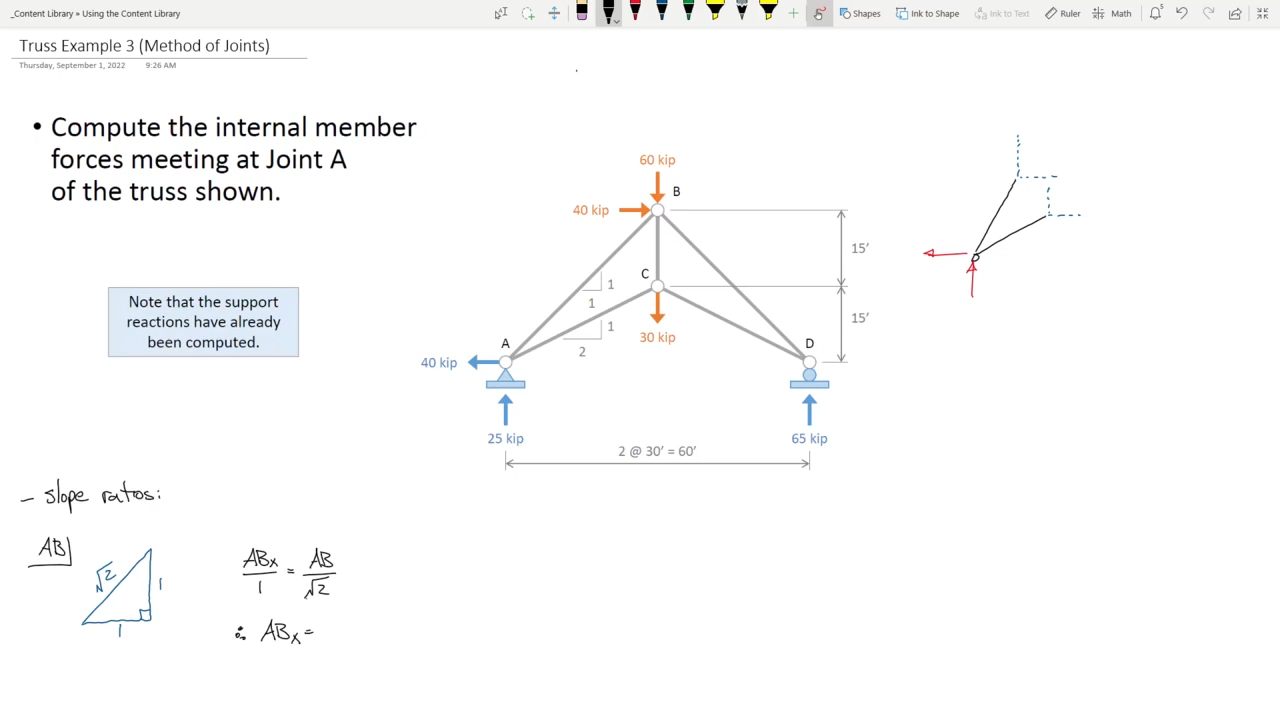 _Content Library » Using the Content Library
Shapes
Ink to Shape
Ink to Text
Ruler
Math
5
Truss Example 3 (Method of Joints)
Thursday, September 1, 2022 9:26 AM
• Compute the internal member
forces meeting at Joint A
of the truss shown.
Note that the support
reactions have already
been computed.
60 kip
B
40 kip
15'
C
1
1
1
2
30 kip
15'
A
D
40 kip
25 kip
65 kip
2 @ 30' = 60'
- slope ratios:
AB
√2
1
1
ABx/1 = AB/√2
∴ ABx =